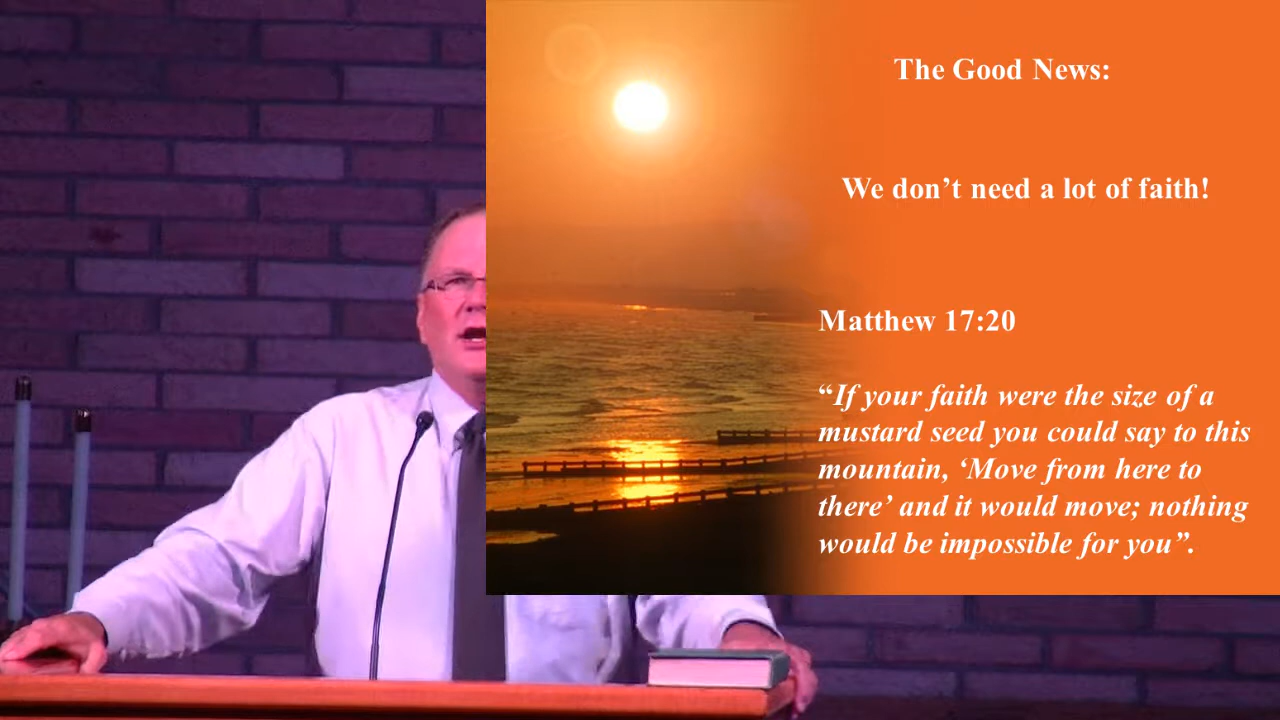 The Good News:
We don’t need a lot of faith!
Matthew 17:20
“If your faith were the size of a
mustard seed you could say to this
mountain, ‘Move from here to
there’ and it would move; nothing
would be impossible for you”.